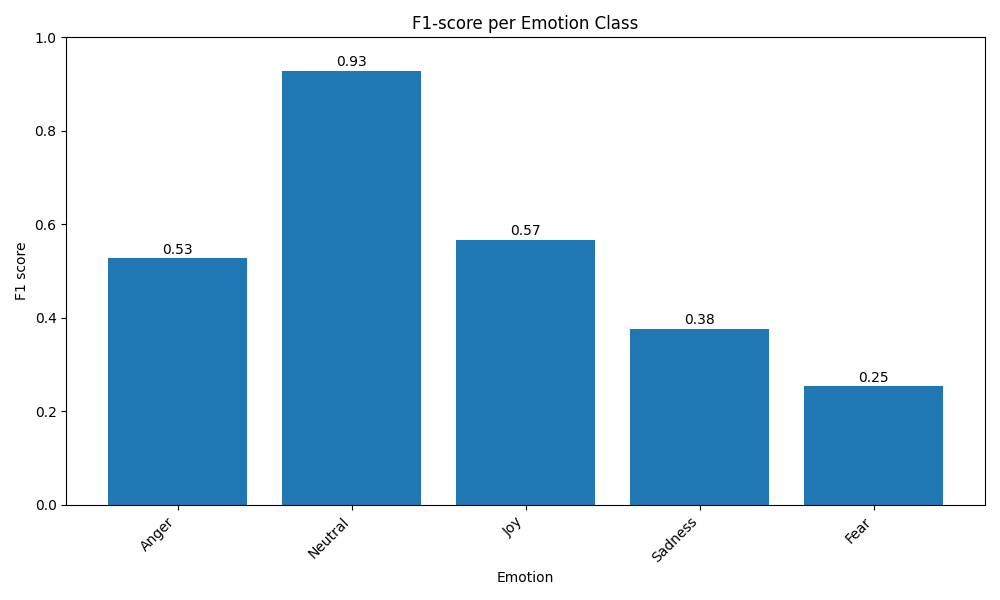 F1-score per Emotion Class
F1 score
1.0
0.8
0.6
0.4
0.2
0.0
0.53
0.93
0.57
0.38
0.25
Anger
Neutral
Joy
Sadness
Fear
Emotion